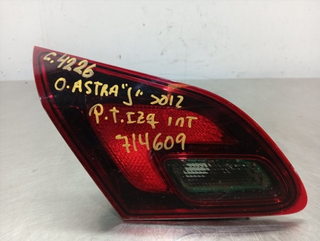 C.4226
O.ASTRA"J" 2012
P.T.IZQ INT
714609